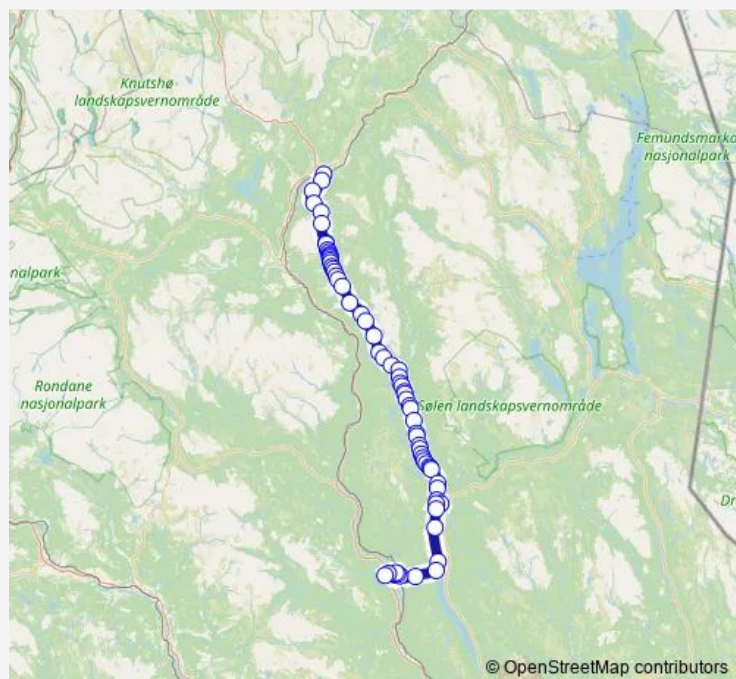 Knutshø
landskapsvernområde
Femundsmarka
nasjonalpark
nalpark
Rondane
nasjonalpark
Sølen landskapsvernområde
Dr
© OpenStreetMap contributors